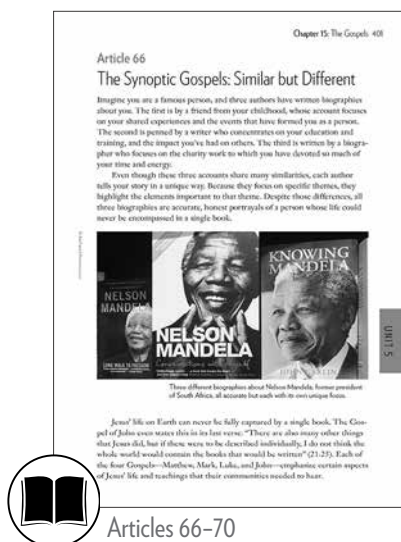 Chapter 15: The Gospels 401
Article 66
The Synoptic Gospels: Similar but Different
Imagine you are a famous person, and three authors have written biographies
about you. The first is by a friend from your childhood, whose account focuses
on your shared experiences and the events that have formed you as a person.
The second is penned by a writer who concentrates on your education and
training, and the impact you've had on others. The third is written by a biogra-
pher who focuses on the charity work to which you have devoted so much of
your time and energy.
Even though these three accounts share many similarities, each author
tells your story in a unique way. Because they focus on specific themes, they
highlight the elements important to that theme. Despite those differences, all
three biographies are accurate, honest portrayals of a person whose life could
never be encompassed in a single book.
NELSON
MANDELA
LONG WALK TO FREEDOM
NELSON
MANDELA
Conversations with Myself
KNOWING
MANDELA
JOHN CARLIN
UNIT 5
Three different biographies about Nelson Mandela, former president
of South Africa, all accurate but each with its own unique focus.
Jesus' life on Earth can never be fully captured by a single book. The Gos-
pel of John even states this in its last verse: "There are also many other things
that Jesus did, but if these were to be described individually, I do not think the
whole world would contain the books that would be written" (21:25). Each of
the four Gospels—Matthew, Mark, Luke, and John—emphasize certain aspects
of Jesus' life and teachings that their communities needed to hear.
Articles 66–70